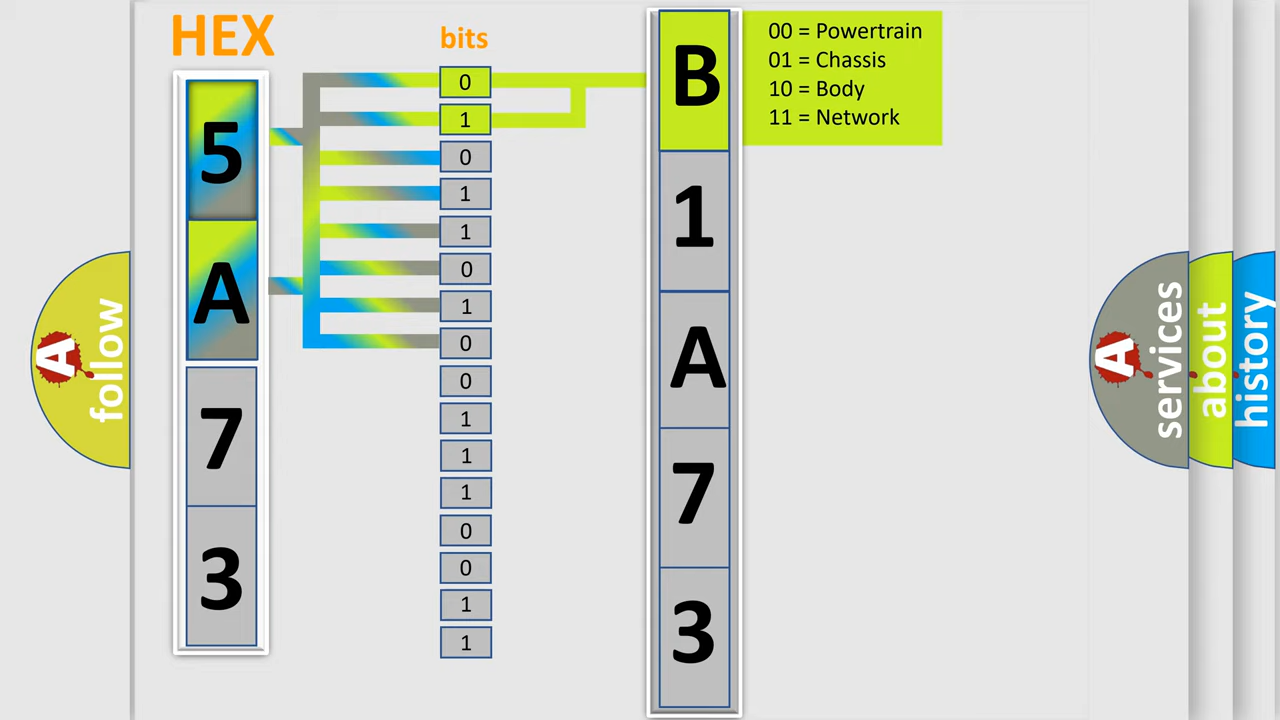 HEX
bits
5
A
7
3
0
1
0
1
1
0
1
0
0
1
1
1
0
0
1
1
B
1
A
7
3
00 = Powertrain
01 = Chassis
10 = Body
11 = Network
A
follow
A
services
about
history